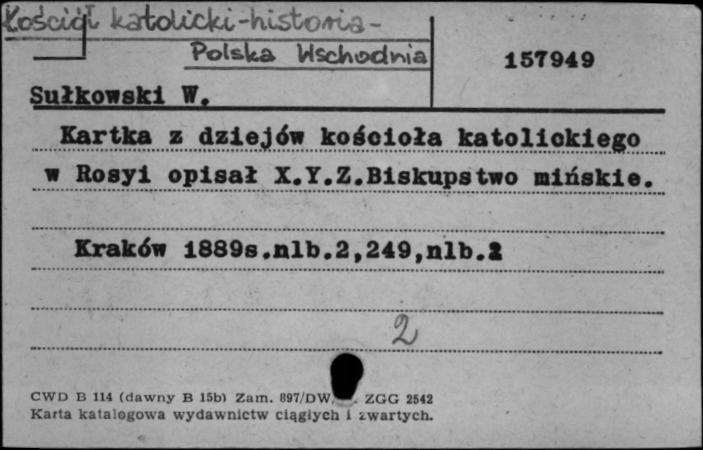 Kościół katolicki-historia-
Polska Wschodnia
157949
Sułkowski W.
Kartka z dziejów kościoła katolickiego
w Rosyi opisał X.Y.Z.Biskupstwo mińskie.
Kraków 1889s.nlb.2,249,nlb.2
2
CWD B 114 (dawny B 15b) Zam. 897/DW ZGG 2542
Karta katalogowa wydawnictw ciągłych i zwartych.